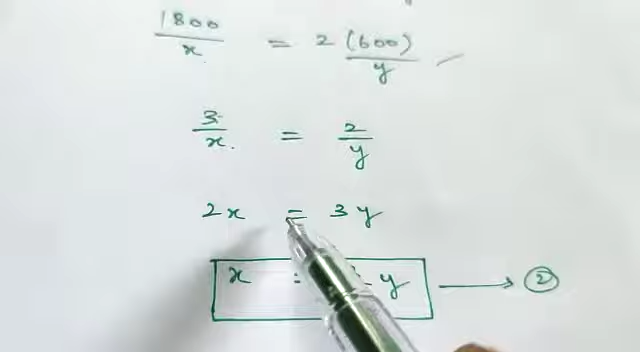 1800/x = 2 (600)/y
3/x = 2/y
2x = 3y
x = y → ②